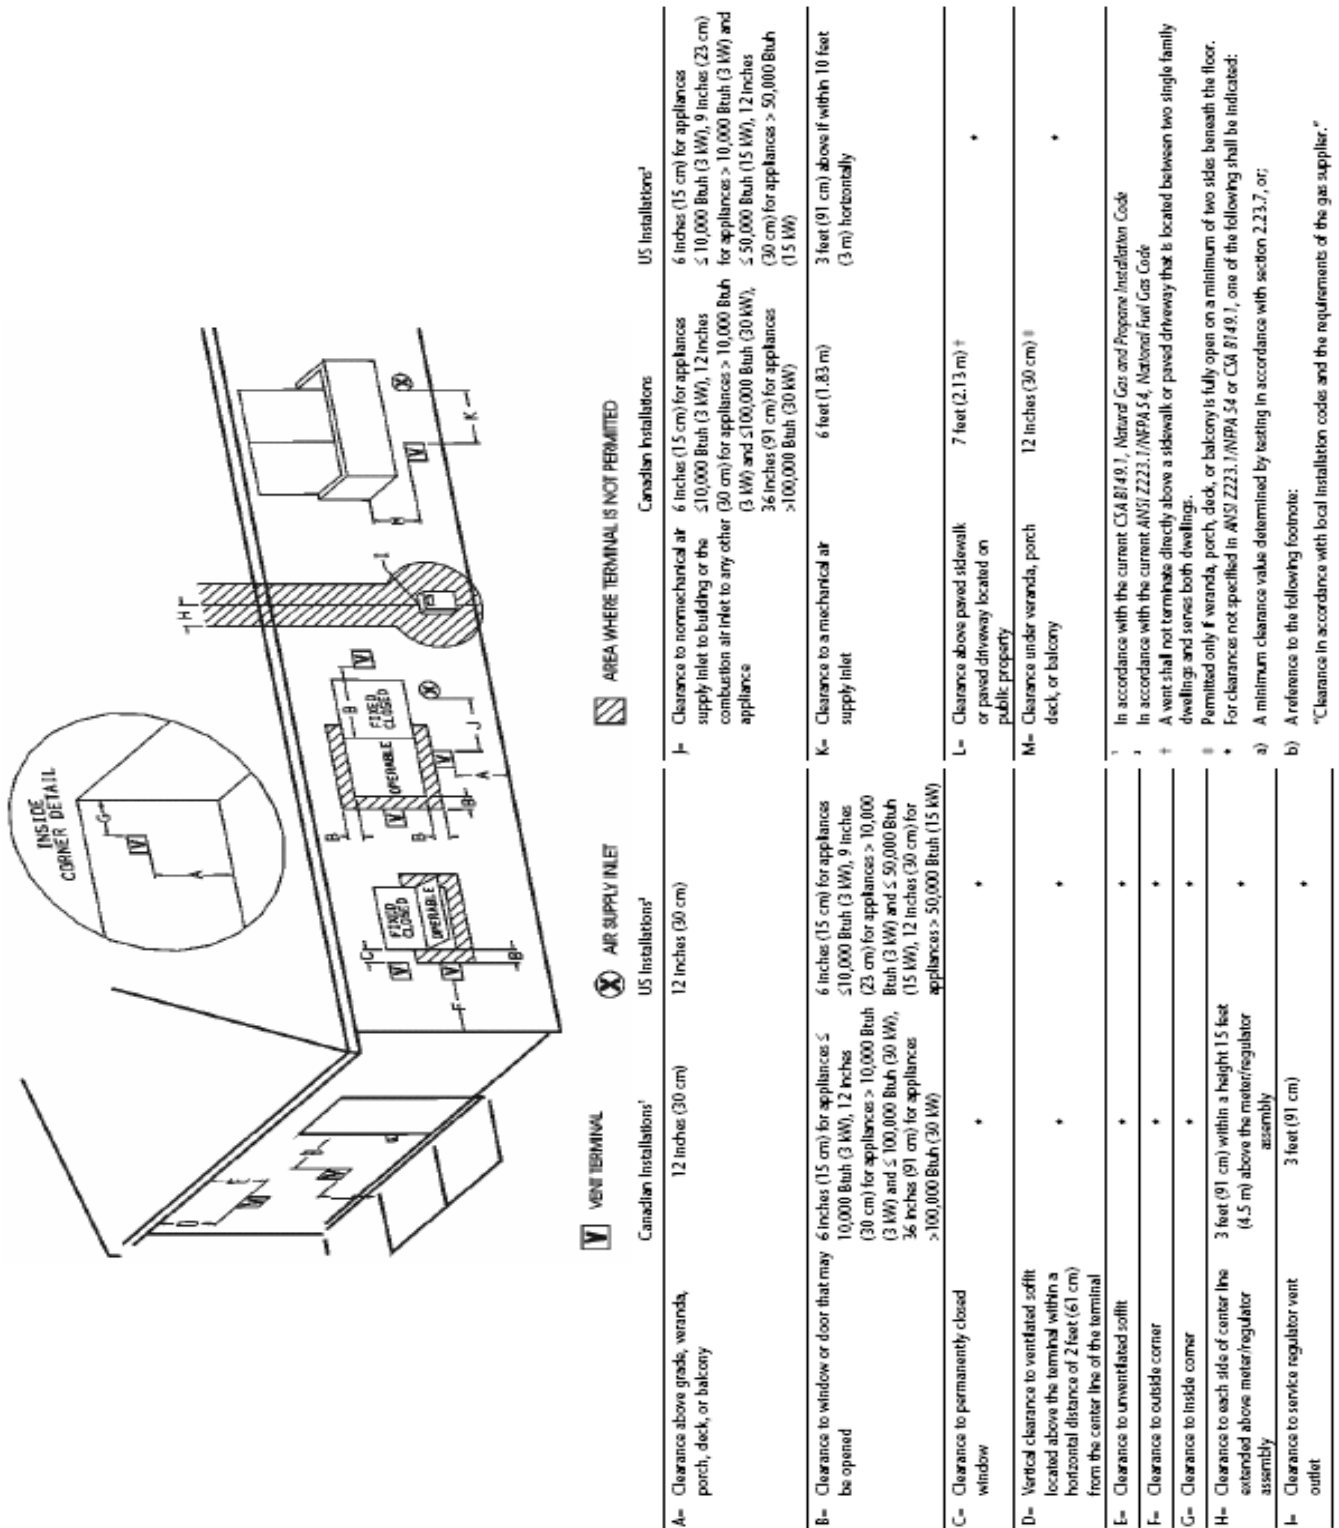 INSIDE
CORNER DETAIL
G
V
A
D
E
V
B
V
FIXED
CLOSED
OPERABLE
C
V
V
B
F
B
V
B
OPERABLE
FIXED
CLOSED
B
V
B
V
A
J
X
H
I
M
V
K
X
V VENT TERMINAL
X AIR SUPPLY INLET
AREA WHERE TERMINAL IS NOT PERMITTED
Canadian Installations¹
US Installations²
A= Clearance above grade, veranda,
porch, deck, or balcony
12 inches (30 cm)
12 inches (30 cm)
B= Clearance to window or door that may
be opened
6 inches (15 cm) for appliances ≤
10,000 Btuh (3 kW), 12 inches
(30 cm) for appliances > 10,000 Btuh
(3 kW) and ≤ 100,000 Btuh (30 kW),
36 inches (91 cm) for appliances
>100,000 Btuh (30 kW)
6 inches (15 cm) for appliances
≤10,000 Btuh (3 kW), 9 inches
(23 cm) for appliances > 10,000
Btuh (3 kW) and ≤ 50,000 Btuh
(15 kW), 12 inches (30 cm) for
appliances > 50,000 Btuh (15 kW)
C= Clearance to permanently closed
window
*
*
D= Vertical clearance to ventilated soffit
located above the terminal within a
horizontal distance of 2 feet (61 cm)
from the center line of the terminal
*
*
E= Clearance to unventilated soffit
*
*
F= Clearance to outside corner
*
*
G= Clearance to inside corner
*
*
H= Clearance to each side of center line
extended above meter/regulator
assembly
3 feet (91 cm) within a height 15 feet
(4.5 m) above the meter/regulator
assembly
*
I= Clearance to service regulator vent
outlet
3 feet (91 cm)
*
Canadian Installations
US Installations²
J= Clearance to nonmechanical air
supply inlet to building or the
combustion air inlet to any other
appliance
6 inches (15 cm) for appliances
≤10,000 Btuh (3 kW), 12 inches
(30 cm) for appliances > 10,000 Btuh
(3 kW) and ≤100,000 Btuh (30 kW),
36 inches (91 cm) for appliances
>100,000 Btuh (30 kW)
6 inches (15 cm) for appliances
≤ 10,000 Btuh (3 kW), 9 inches (23 cm)
for appliances > 10,000 Btuh (3 kW) and
≤ 50,000 Btuh (15 kW), 12 inches
(30 cm) for appliances > 50,000 Btuh
(15 kW)
K= Clearance to a mechanical air
supply inlet
6 feet (1.83 m)
3 feet (91 cm) above if within 10 feet
(3 m) horizontally
L= Clearance above paved sidewalk
or paved driveway located on
public property
7 feet (2.13 m) †
*
M= Clearance under veranda, porch
deck, or balcony
12 inches (30 cm) ‡
*
¹ In accordance with the current CSA B149.1, Natural Gas and Propane Installation Code
² In accordance with the current ANSI Z223.1/NFPA 54, National Fuel Gas Code
† A vent shall not terminate directly above a sidewalk or paved driveway that is located between two single family
dwellings and serves both dwellings.
‡ Permitted only if veranda, porch, deck, or balcony is fully open on a minimum of two sides beneath the floor.
* For clearances not specified in ANSI Z223.1/NFPA 54 or CSA B149.1, one of the following shall be indicated:
a) A minimum clearance value determined by testing in accordance with section 2.23.7, or;
b) A reference to the following footnote:
"Clearance in accordance with local installation codes and the requirements of the gas supplier."